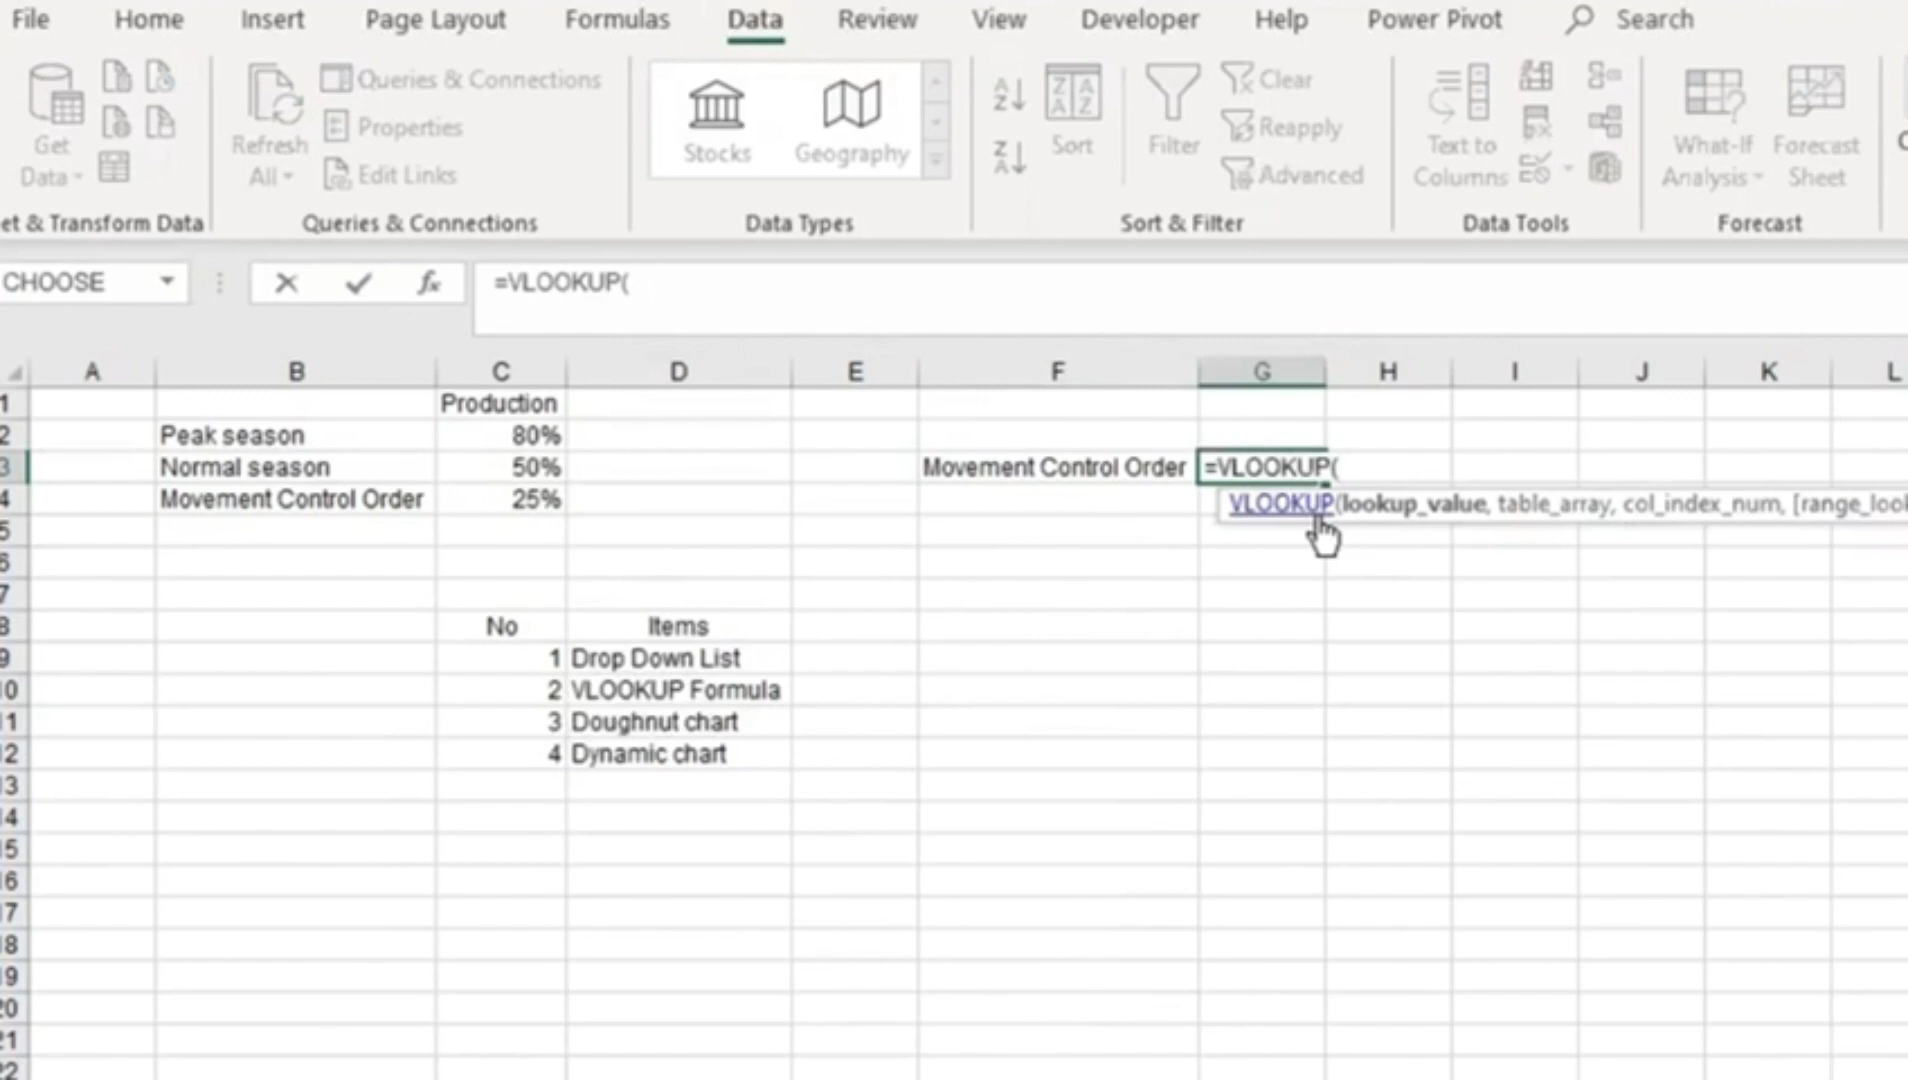 File Home Insert Page Layout Formulas Data Review View Developer Help Power Pivot Search
Get Data
Refresh All
Queries & Connections
Properties
Edit Links
Stocks Geography
Sort
Filter
Clear
Reapply
Advanced
Text to Columns
What-If Analysis
Forecast Sheet
et & Transform Data Queries & Connections Data Types Sort & Filter Data Tools Forecast
CHOOSE fx =VLOOKUP(
A B C D E F G H I J K L
1 Production
2 Peak season 80%
3 Normal season 50% Movement Control Order =VLOOKUP(
4 Movement Control Order 25% VLOOKUP(lookup_value, table_array, col_index_num, [range_look
5
6
7
8 No Items
9 1 Drop Down List
10 2 VLOOKUP Formula
11 3 Doughnut chart
12 4 Dynamic chart
13
14
15
16
17
18
19
20
21
22